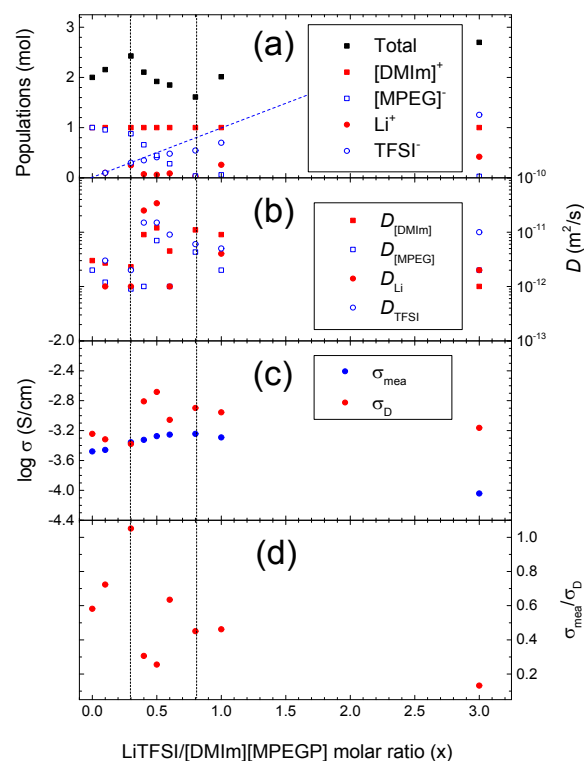 (a)
Total
[DMIm]⁺
[MPEG]⁻
Li⁺
TFSI⁻
Populations (mol)
3
2
1
0
(b)
D[DMIm]
D[MPEG]
DLi
DTFSI
10⁻¹⁰
10⁻¹¹
10⁻¹²
10⁻¹³
D (m²/s)
(c)
σmea
σD
log σ (S/cm)
-2.0
-2.4
-3.0
-3.6
-4.0
-4.4
(d)
1.0
0.8
0.6
0.4
0.2
σmea/σD
0.0 0.5 1.0 1.5 2.0 2.5 3.0
LiTFSI/[DMIm][MPEGP] molar ratio (x)